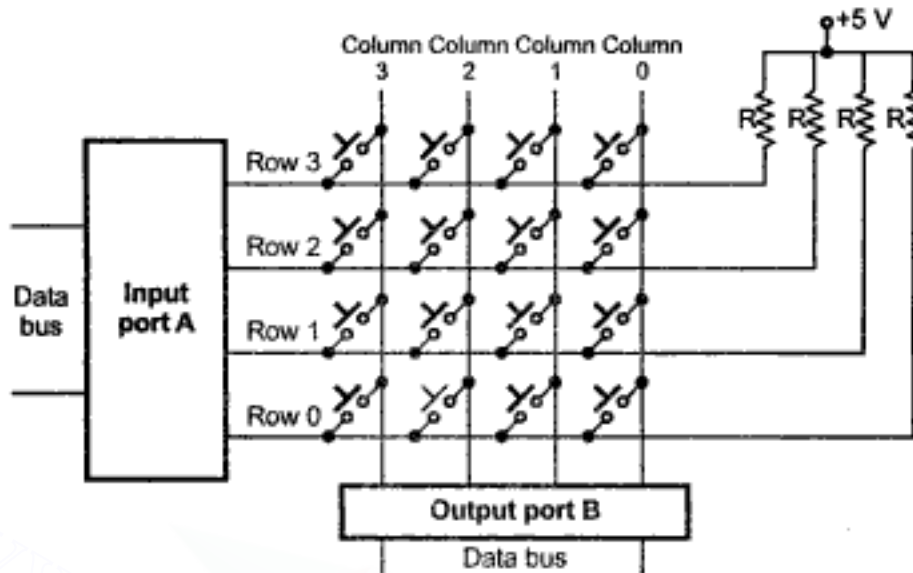 +5 V
Column Column Column Column
3 2 1 0
R R R R
Row 3
Row 2
Data
bus
Input
port A
Row 1
Row 0
Output port B
Data bus